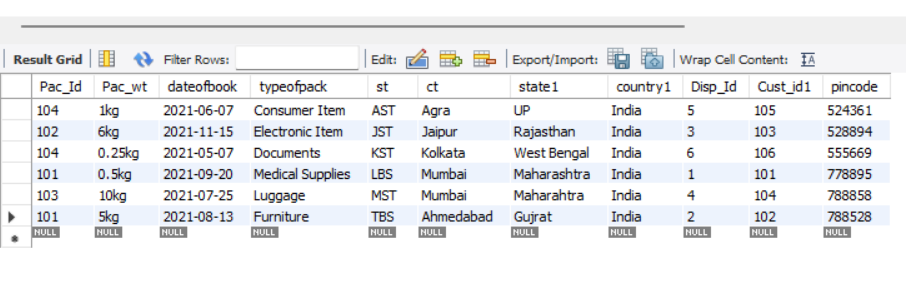 Result Grid Filter Rows: Edit: Export/Import: Wrap Cell Content: IA
Pac_Id Pac_wt dateofbook typeofpack st ct state1 country1 Disp_Id Cust_id1 pincode
104 1kg 2021-06-07 Consumer Item AST Agra UP India 5 105 524361
102 6kg 2021-11-15 Electronic Item JST Jaipur Rajasthan India 3 103 528894
104 0.25kg 2021-05-07 Documents KST Kolkata West Bengal India 6 106 555669
101 0.5kg 2021-09-20 Medical Supplies LBS Mumbai Maharashtra India 1 101 778895
103 10kg 2021-07-25 Luggage MST Mumbai Maharahtra India 4 104 788858
101 5kg 2021-08-13 Furniture TBS Ahmedabad Gujrat India 2 102 788528
NULL NULL NULL NULL NULL NULL NULL NULL NULL NULL NULL